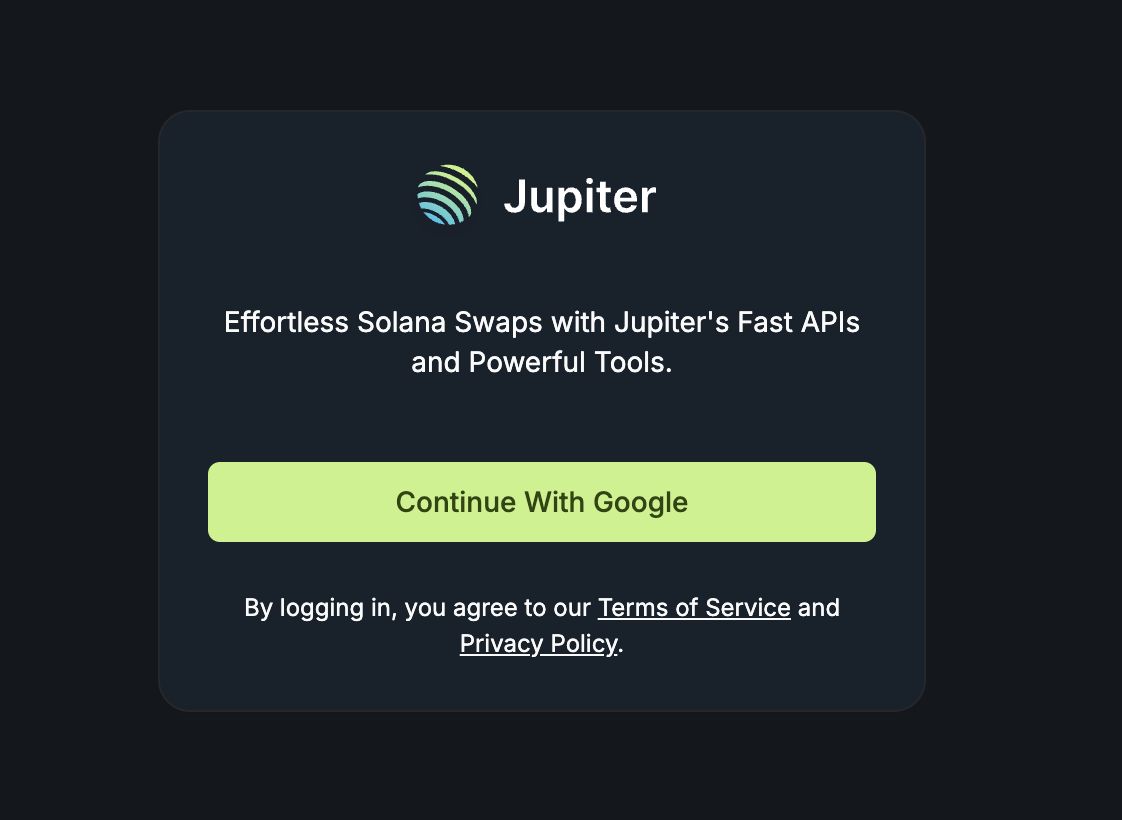 Jupiter
Effortless Solana Swaps with Jupiter's Fast APIs
and Powerful Tools.
Continue With Google
By logging in, you agree to our Terms of Service and
Privacy Policy.